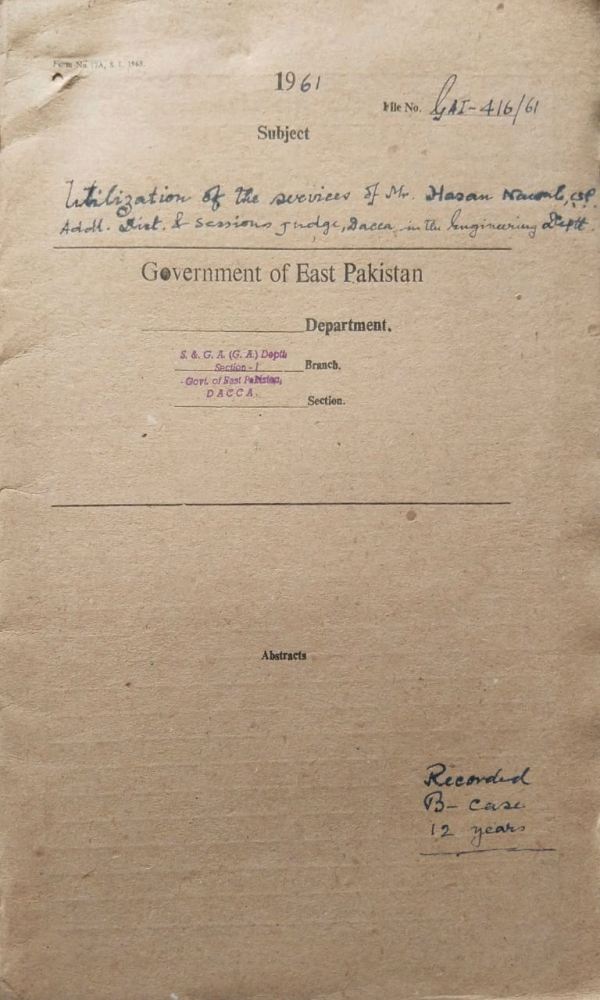 Form No. 11A, S. I. 1963.
1961
File No. GAI-416/61
Subject
Utilization of the services of Mr. Hasan Nawab, CSP,
Addl. Dist. & Sessions judge, Dacca, in the Engineering Deptt.
Government of East Pakistan
Department.
S. & G. A. (G. A.) Deptt
Section - I
Branch.
Govt. of East Pakistan,
DACCA.
Section.
Abstracts
Recorded
B- case
12 years